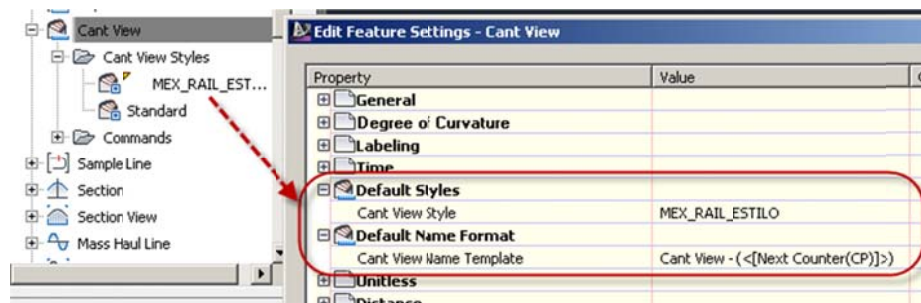 Cant View
Cant View Styles
MEX_RAIL_EST...
Standard
Commands
Sample Line
Section
Section View
Mass Haul Line
Edit Feature Settings - Cant View
Property
Value
General
Degree of Curvature
Labeling
Time
Default Styles
Cant View Style
MEX_RAIL_ESTILO
Default Name Format
Cant View Name Template
Cant View -(<[Next Counter(CP)]>)
Unitless
Distance